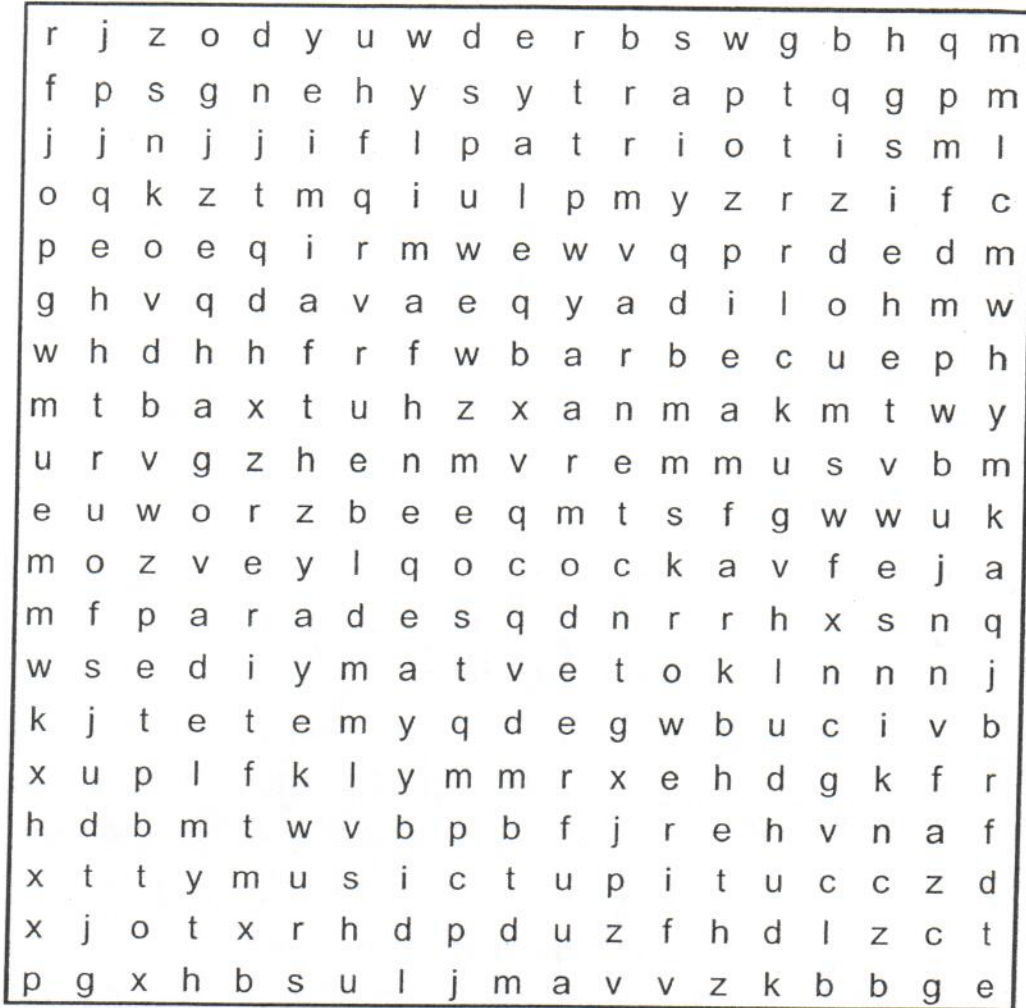 r j z o d y u w d e r b s w g b h q m
f p s g n e h y s y t r a p t q g p m
j j n j j i f l p a t r i o t i s m l
o q k z t m q i u l p m y z r z i f c
p e o e q i r m w e w v q p r d e d m
g h v q d a v a e q y a d i l o h m w
w h d h h f r f w b a r b e c u e p h
m t b a x t u h z x a n m a k m t w y
u r v g z h e n m v r e m m u s v b m
e u w o r z b e e q m t s f g w w u k
m o z v e y l q o c o c k a v f e j a
m f p a r a d e s q d n r r h x s n q
w s e d i y m a t v e t o k l n n n j
k j t e t e m y q d e g w b u c i v b
x u p l f k l y m m r x e h d g k f r
h d b m t w v b p b f j r e h v n a f
x t t y m u s i c t u p i t u c c z d
x j o t x r h d p d u z f h d l z c t
p g x h b s u l j m a v v z k b b g e